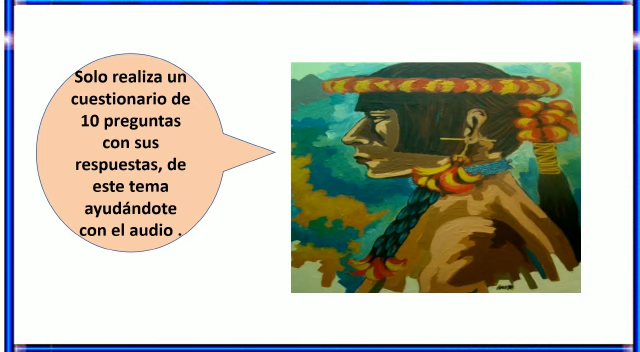 Solo realiza un
cuestionario de
10 preguntas
con sus
respuestas, de
este tema
ayudándote
con el audio .